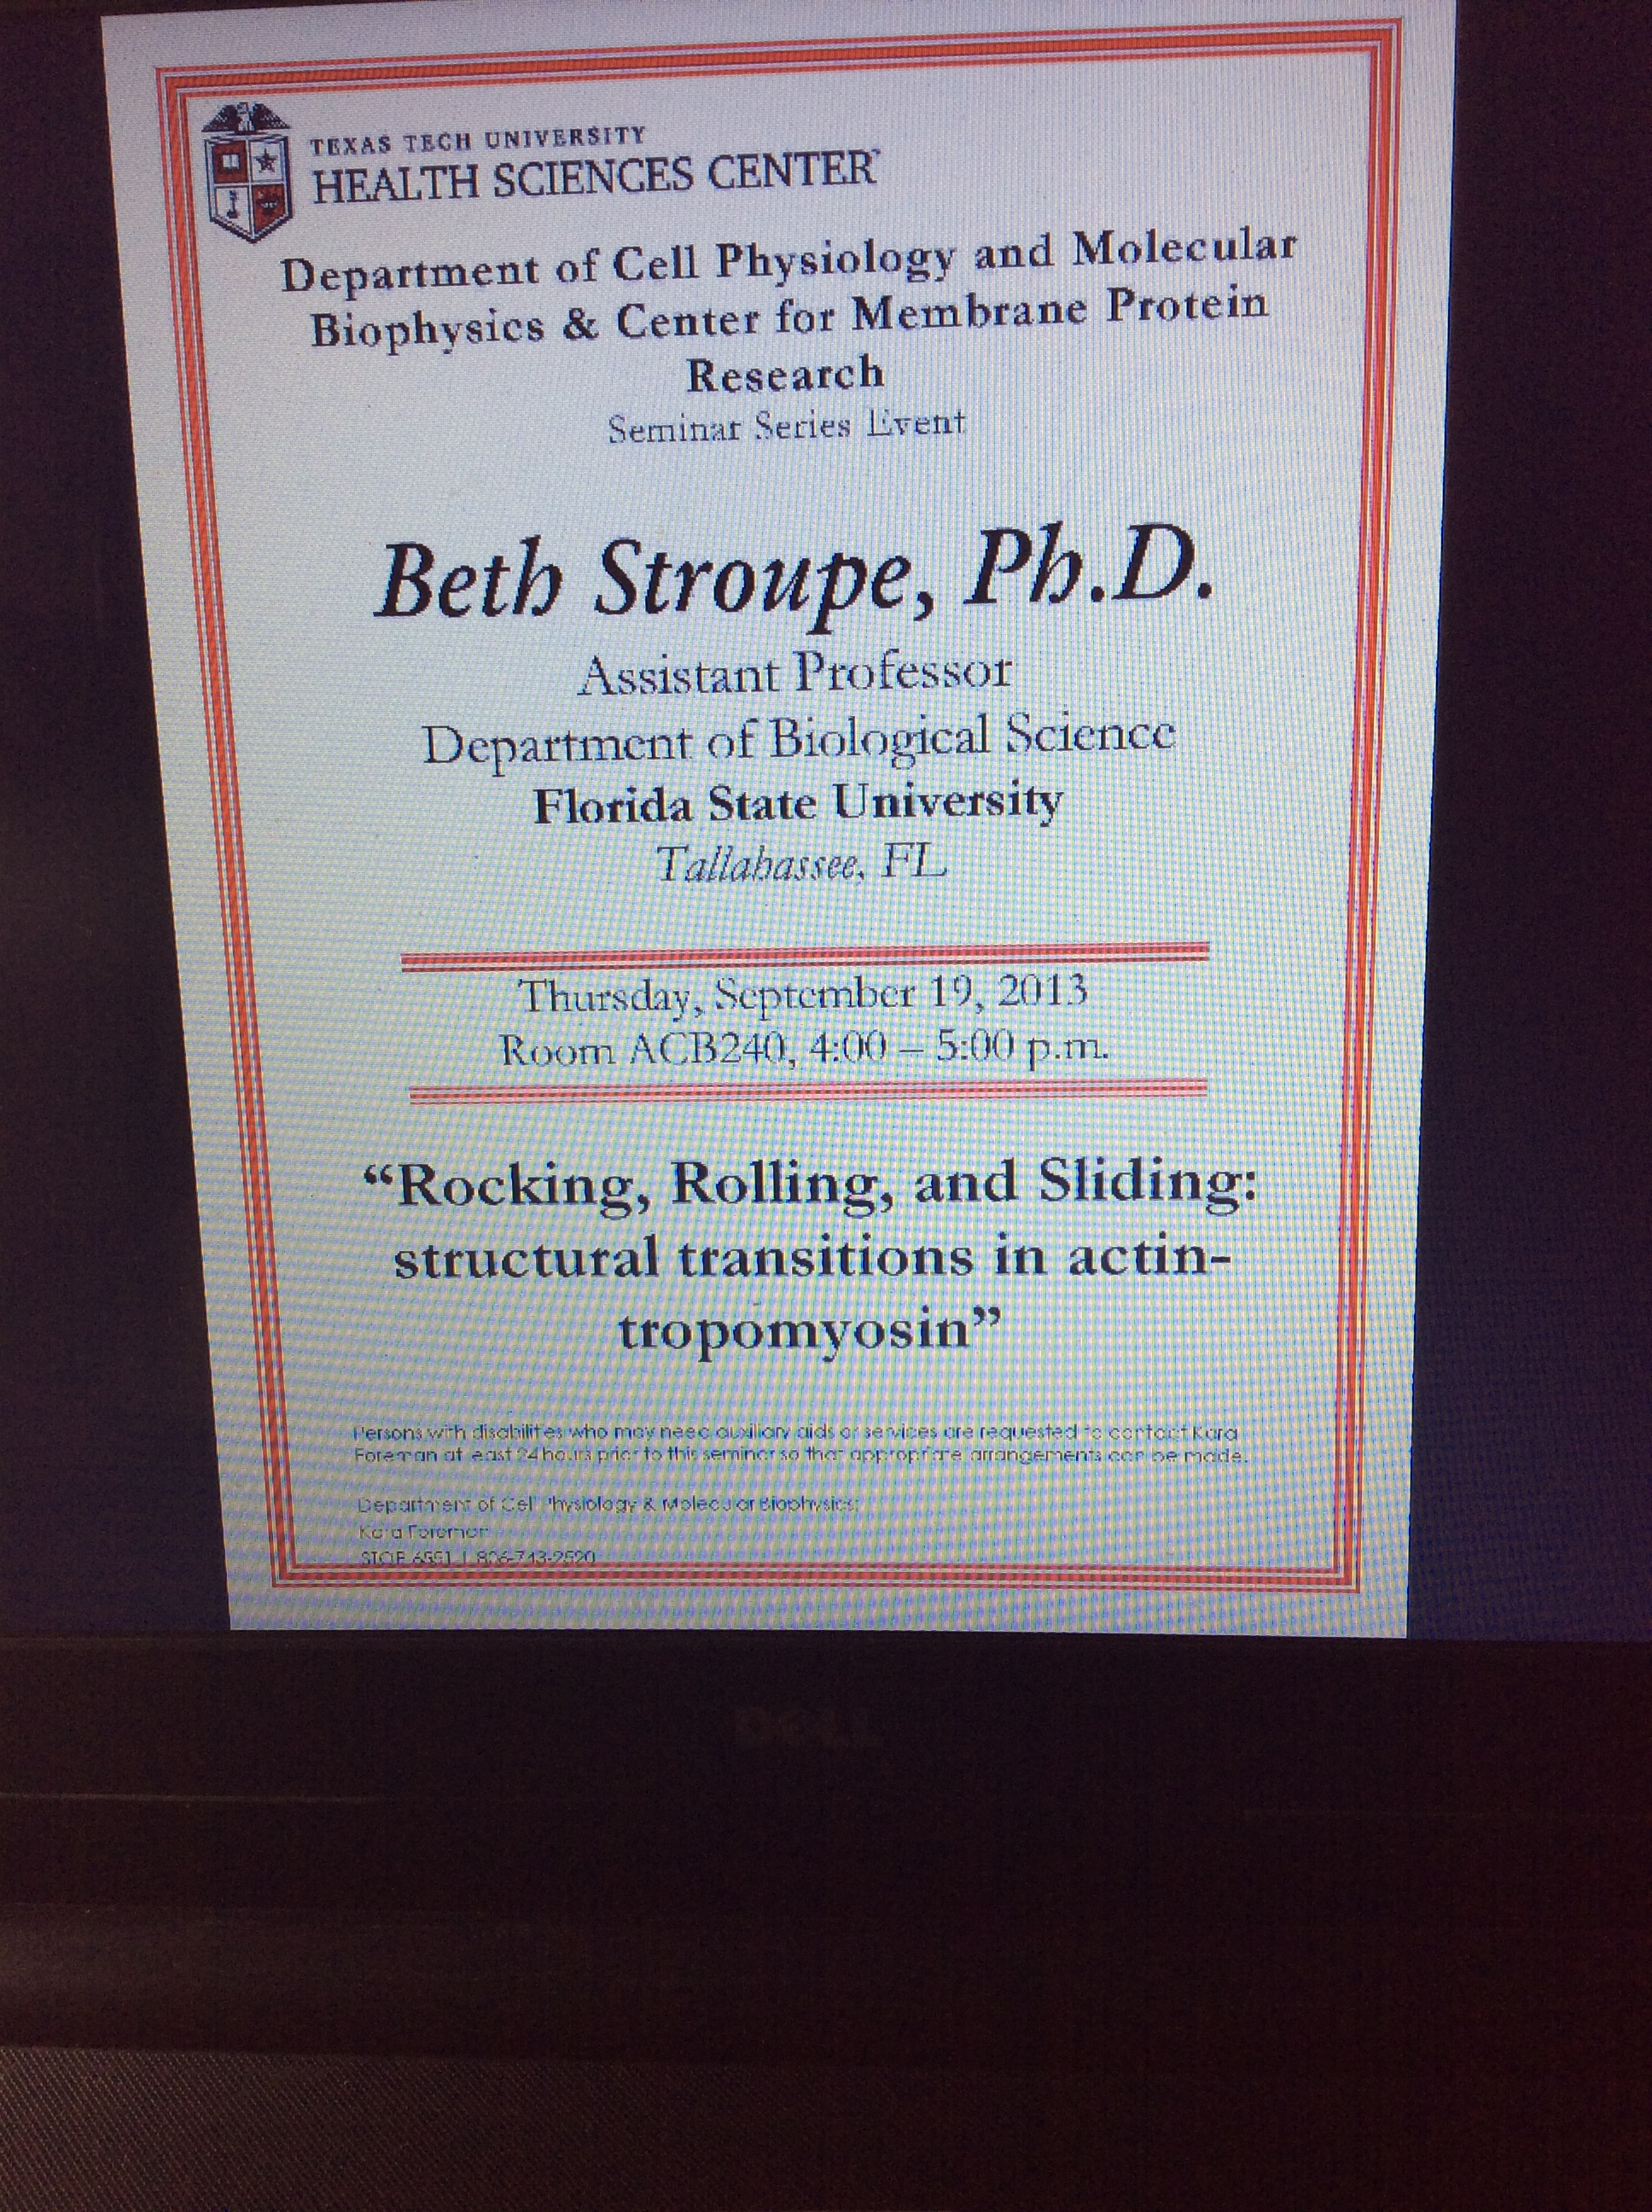 TEXAS TECH UNIVERSITY
HEALTH SCIENCES CENTER™
Department of Cell Physiology and Molecular
Biophysics & Center for Membrane Protein
Research
Seminar Series Event
Beth Stroupe, Ph.D.
Assistant Professor
Department of Biological Science
Florida State University
Tallahassee, FL
Thursday, September 19, 2013
Room ACB240, 4:00 – 5:00 p.m.
“Rocking, Rolling, and Sliding:
structural transitions in actin-
tropomyosin”
Persons with disabilites who may need auxiliary aids or services are requested to contact Kara
Foreman at least 24 hours prior to this seminar so that appropriate arrangements can be made.
Department of Cell Physiology & Molecular Biophysics:
Kara Foreman
STOP 6551 | 806-743-2520
DELL